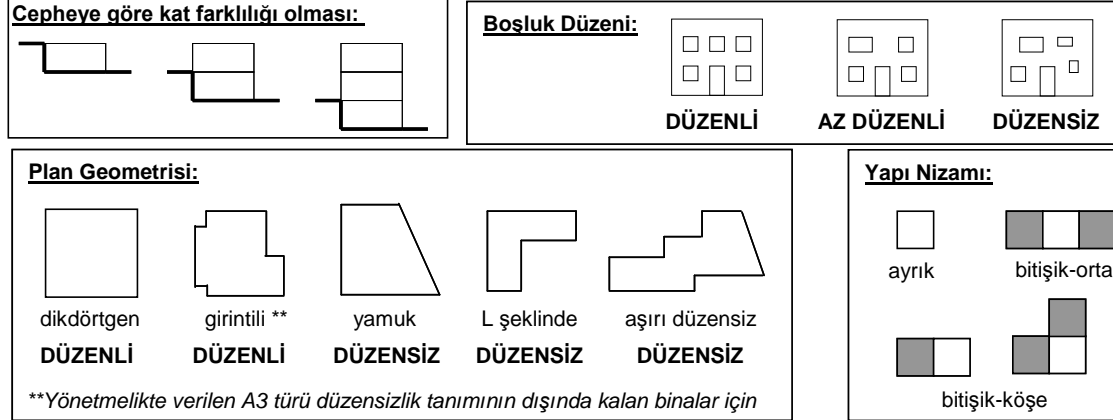 Cepheye göre kat farklılığı olması:
Boşluk Düzeni:
DÜZENLİ AZ DÜZENLİ DÜZENSİZ
Plan Geometrisi:
dikdörtgen girintili ** yamuk L şeklinde aşırı düzensiz
DÜZENLİ DÜZENLİ DÜZENSİZ DÜZENSİZ DÜZENSİZ
**Yönetmelikte verilen A3 türü düzensizlik tanımının dışında kalan binalar için
Yapı Nizamı:
ayrık bitişik-orta
bitişik-köşe